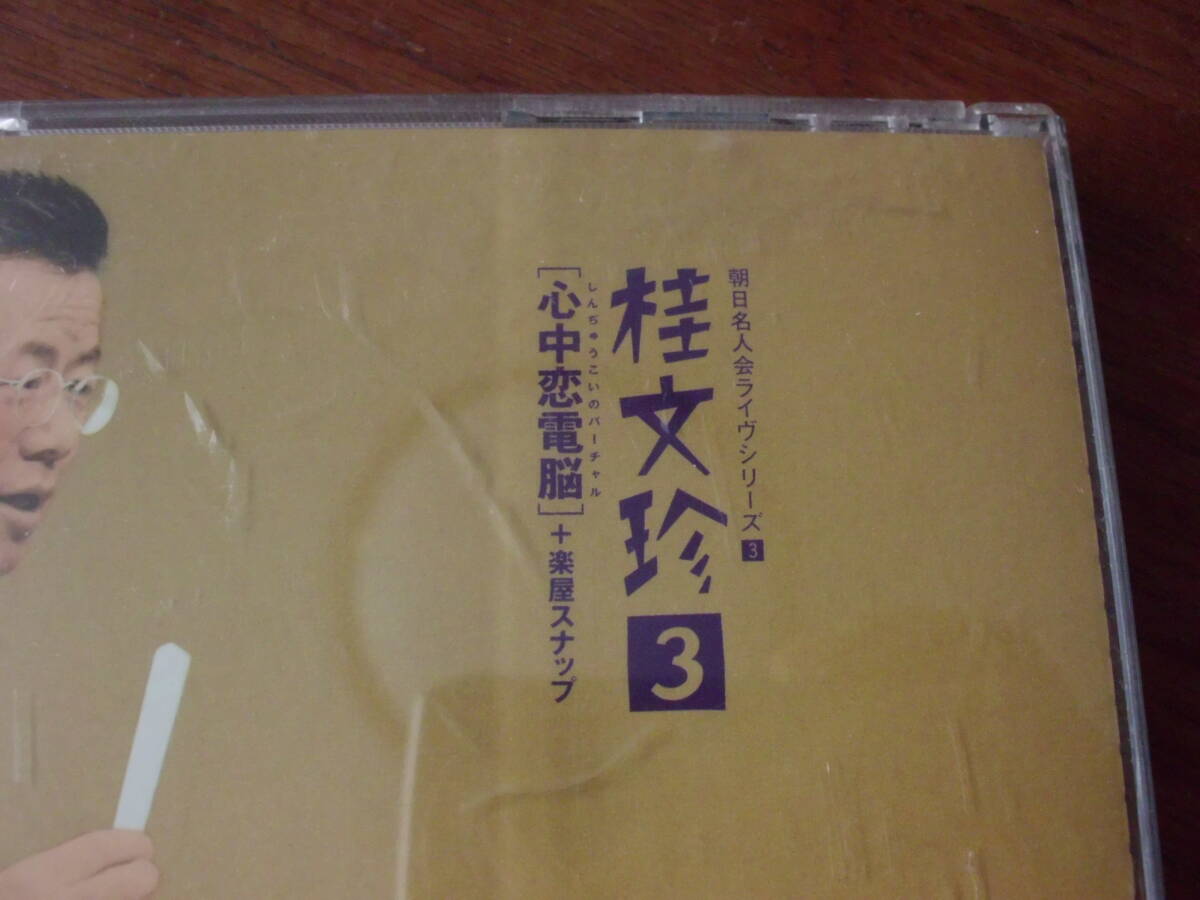 朝日名人会ライヴシリーズ3
桂文珍3
しんぢゅうこいのバーチャル
[心中恋電脳]+楽屋スナップ